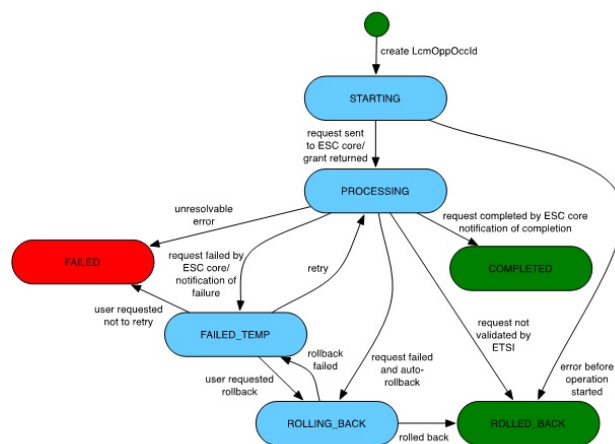 create LcmOppOccId
STARTING
request sent
to ESC core/
grant returned
PROCESSING
unresolvable
error
request completed by ESC core
notification of completion
FAILED
request failed by
ESC core/
notification of
failure
retry
COMPLETED
user requested
not to retry
FAILED_TEMP
request not
validated by
ETSI
rollback
failed
request failed
and auto-
rollback
user requested
rollback
error before
operation
started
ROLLING_BACK
rolled back
ROLLED_BACK